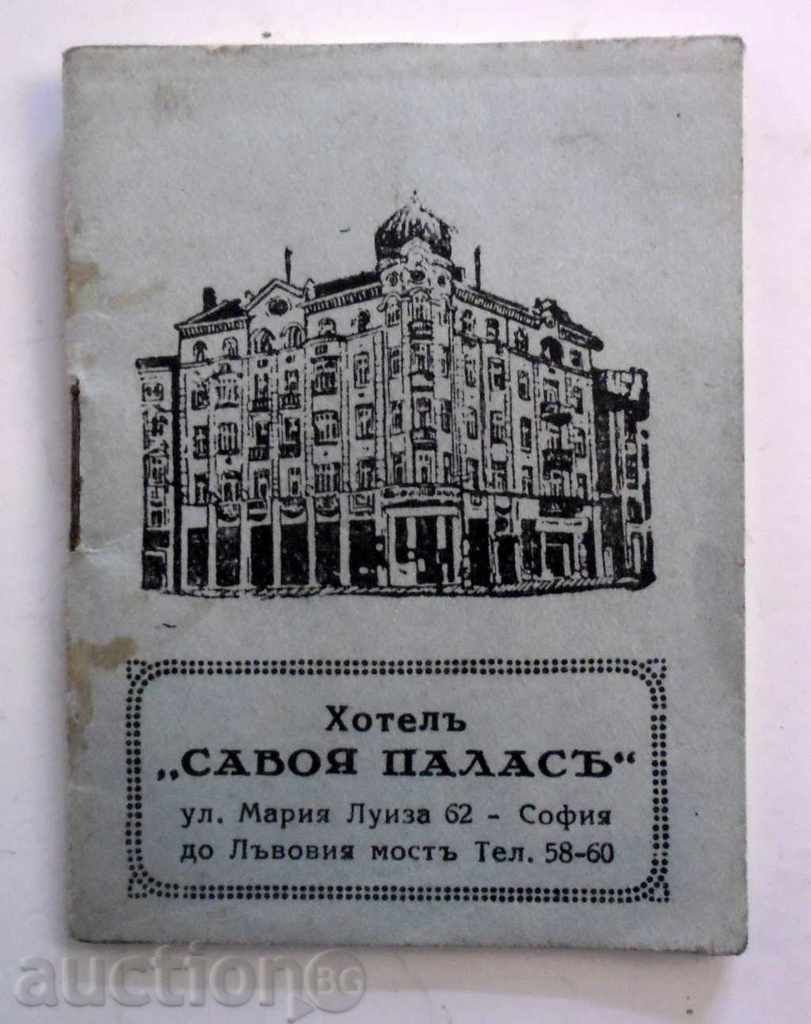 Хотелъ
„САВОЯ ПАЛАСЪ“
ул. Мария Луиза 62 – София
до Лъвовия мостъ Тел. 58-60
auctionBG